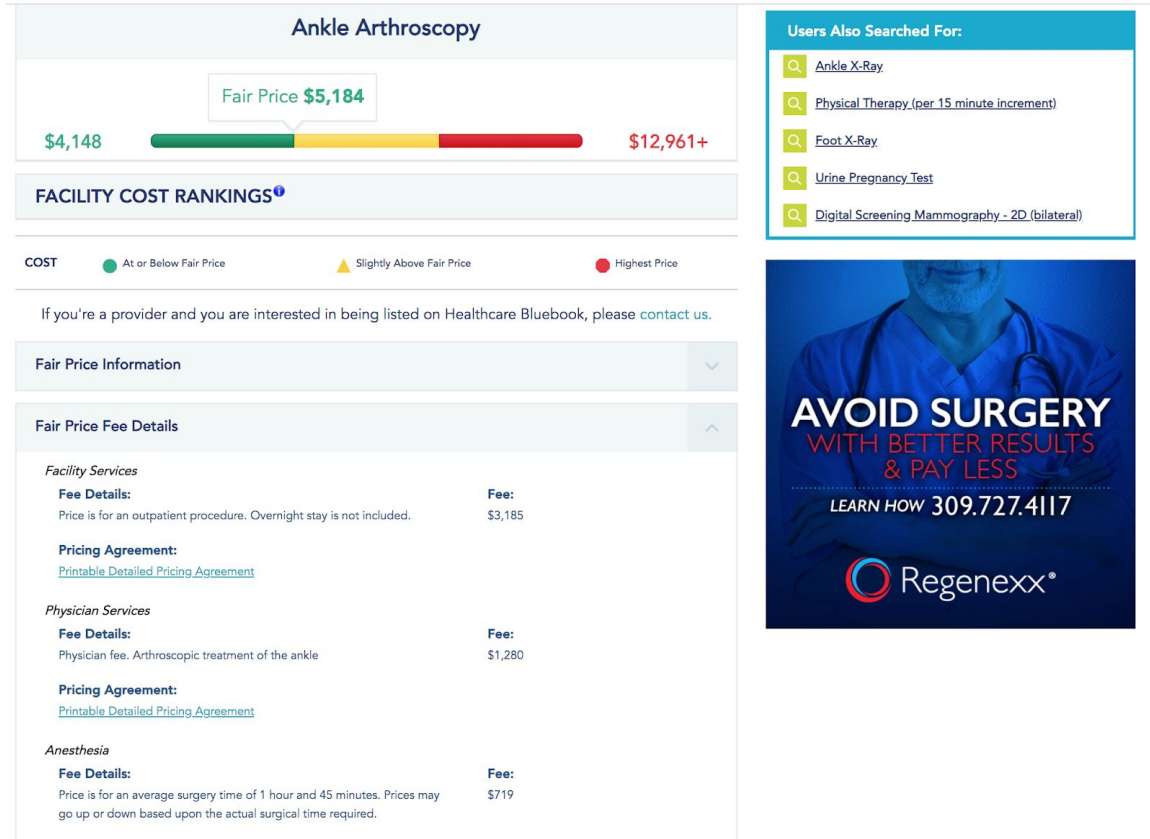 Ankle Arthroscopy
Fair Price $5,184
$4,148
$12,961+
FACILITY COST RANKINGS
COST
At or Below Fair Price
Slightly Above Fair Price
Highest Price
If you're a provider and you are interested in being listed on Healthcare Bluebook, please contact us.
Fair Price Information
Fair Price Fee Details
Facility Services
Fee Details:
Fee:
Price is for an outpatient procedure. Overnight stay is not included.
$3,185
Pricing Agreement:
Printable Detailed Pricing Agreement
Physician Services
Fee Details:
Fee:
Physician fee. Arthroscopic treatment of the ankle
$1,280
Pricing Agreement:
Printable Detailed Pricing Agreement
Anesthesia
Fee Details:
Fee:
Price is for an average surgery time of 1 hour and 45 minutes. Prices may
$719
go up or down based upon the actual surgical time required.
Users Also Searched For:
Ankle X-Ray
Physical Therapy (per 15 minute increment)
Foot X-Ray
Urine Pregnancy Test
Digital Screening Mammography - 2D (bilateral)
AVOID SURGERY
WITH BETTER RESULTS
& PAY LESS
LEARN HOW 309.727.4117
Regenexx®